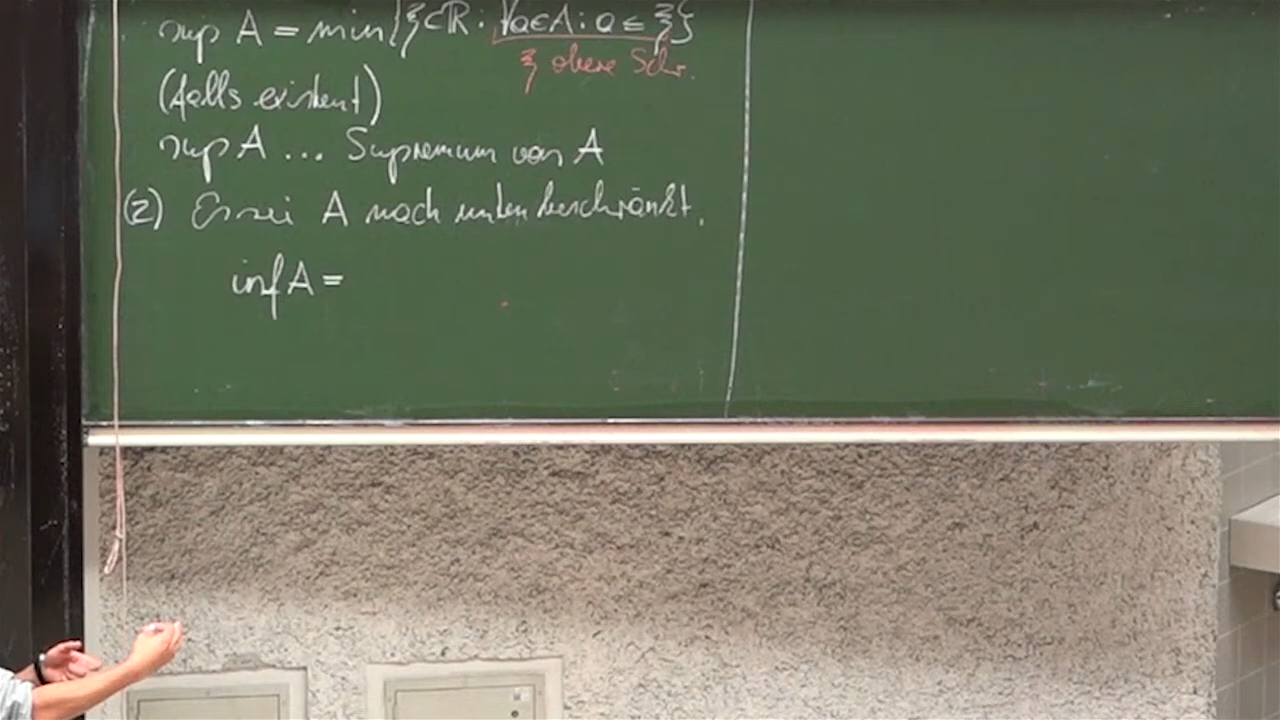 sup A = min{ξ∈ℝ : ∀a∈A : a ≤ ξ}
ξ obere Schr.
(falls existent)
sup A ... Supremum von A
(2) Es sei A nach unten beschränkt.
inf A =